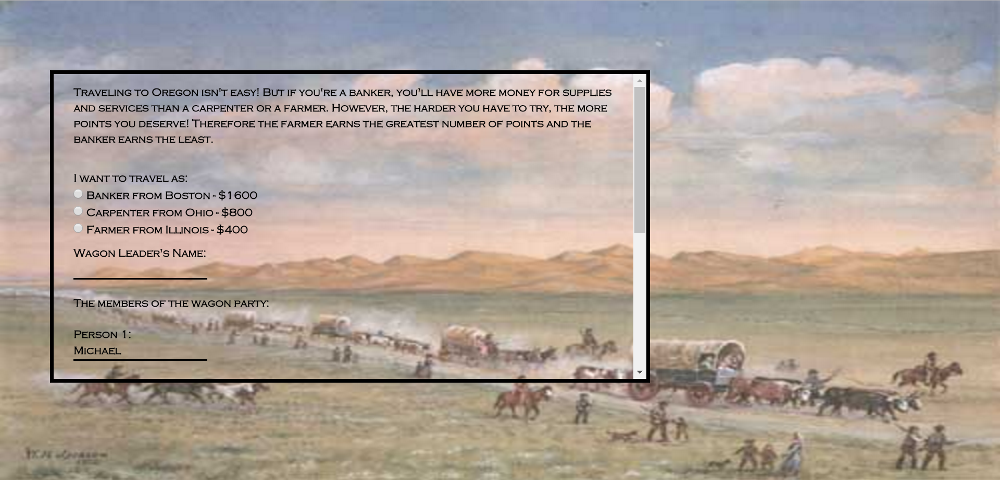 Traveling to Oregon isn't easy! But if you're a banker, you'll have more money for supplies
and services than a carpenter or a farmer. However, the harder you have to try, the more
points you deserve! Therefore the farmer earns the greatest number of points and the
banker earns the least.
I want to travel as:
Banker from Boston - $1600
Carpenter from Ohio - $800
Farmer from Illinois - $400
Wagon Leader's Name:
The members of the wagon party:
Person 1:
Michael